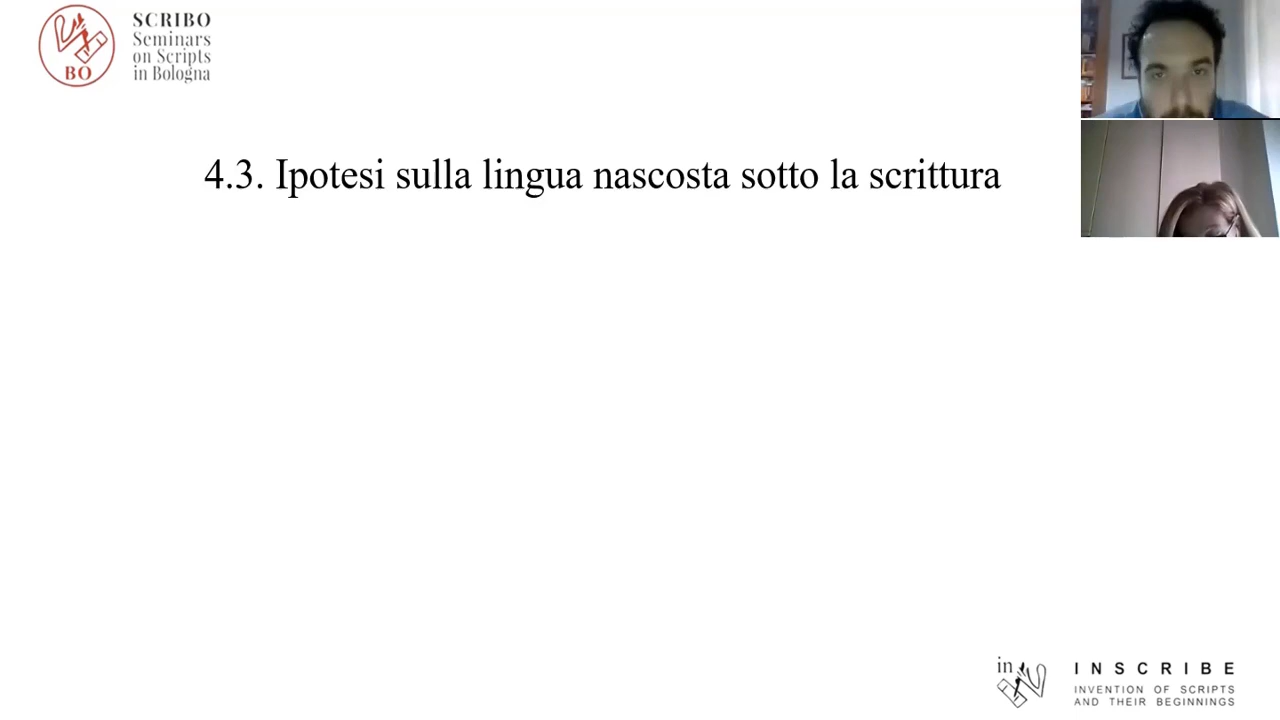 SCRIBO
Seminars
on Scripts
in Bologna
BO
4.3. Ipotesi sulla lingua nascosta sotto la scrittura
in
INSCRIBE
INVENTION OF SCRIPTS
AND THEIR BEGINNINGS